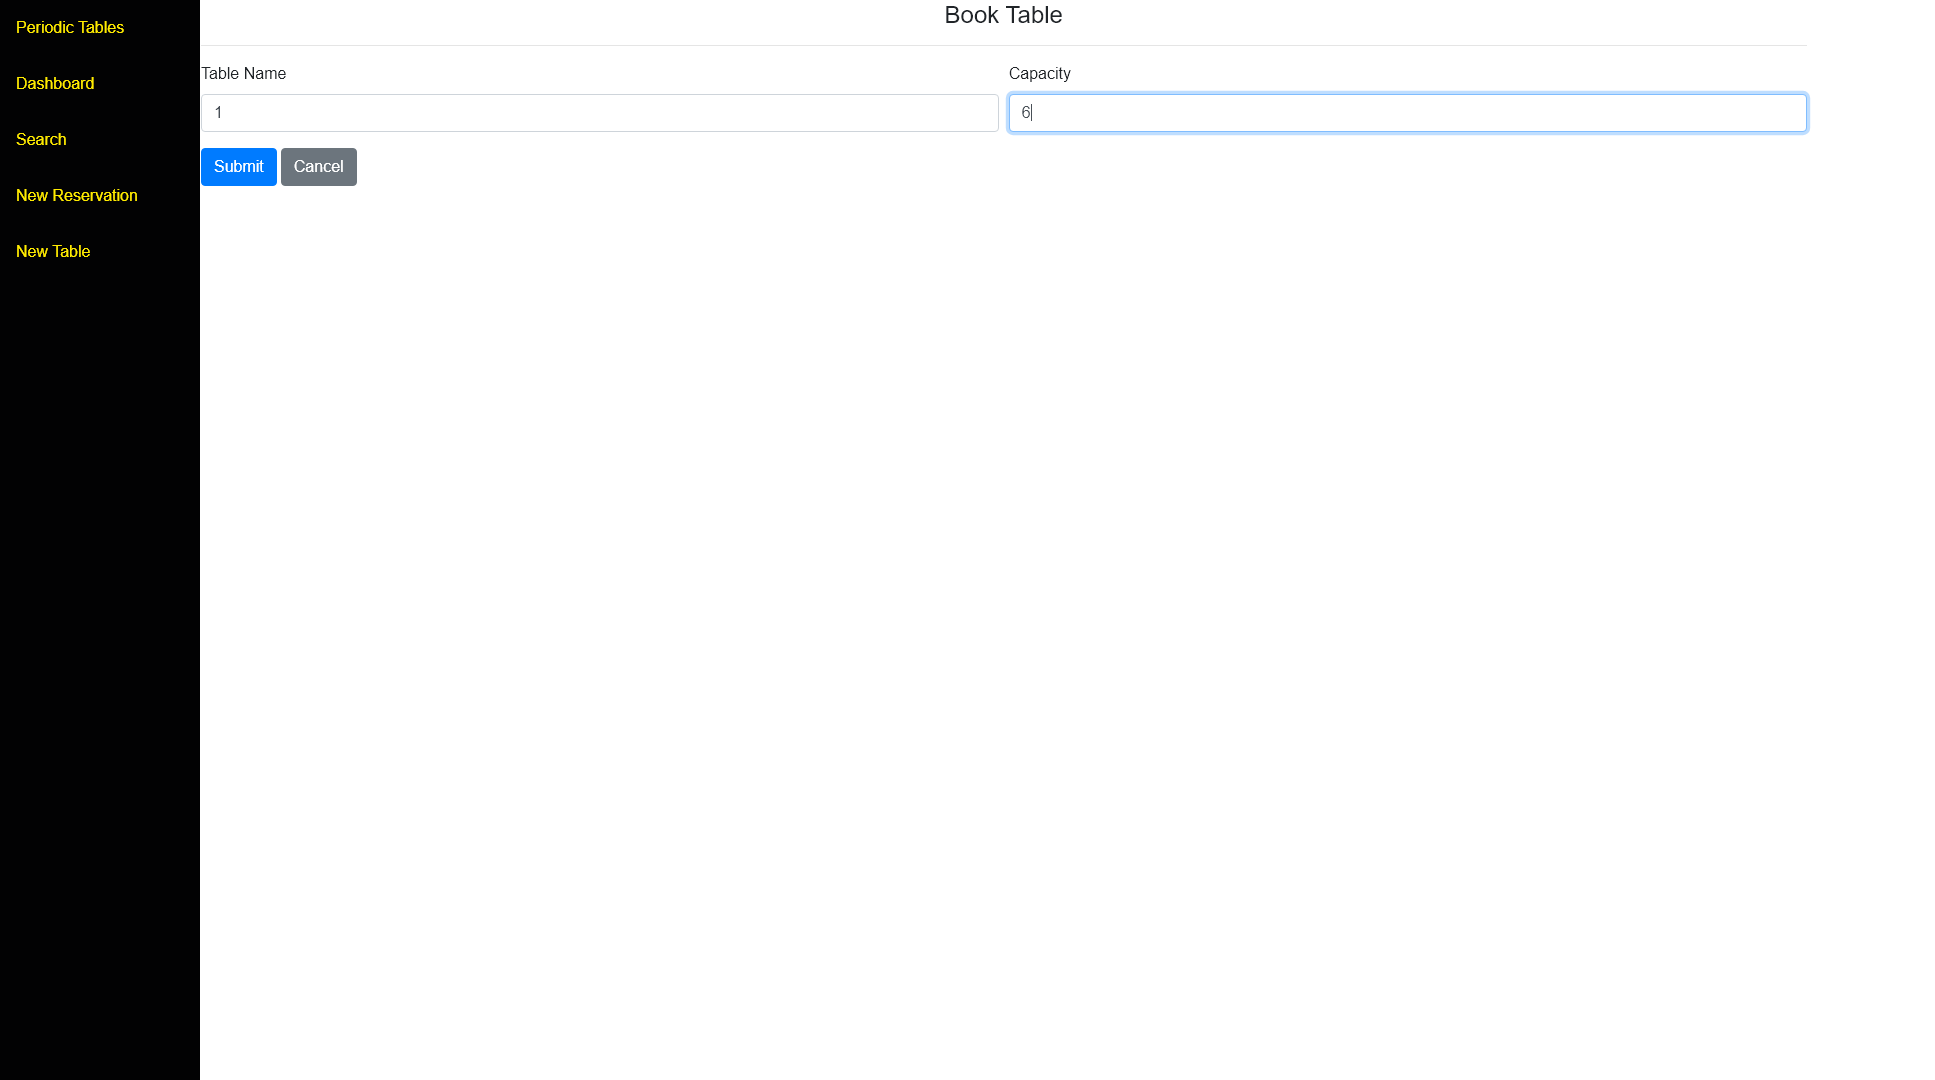 Periodic Tables
Dashboard
Search
New Reservation
New Table
Book Table
Table Name
Capacity
1
6
Submit
Cancel